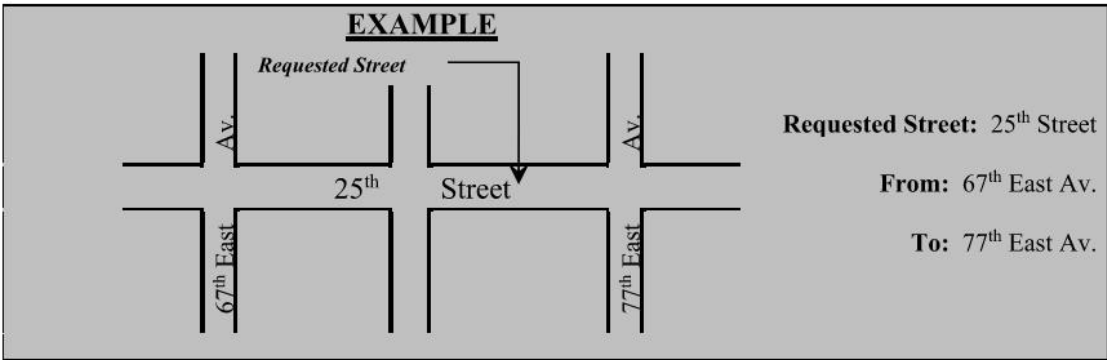 EXAMPLE
Requested Street
67th East Av.
25th Street
77th East Av.
Requested Street: 25th Street
From: 67th East Av.
To: 77th East Av.